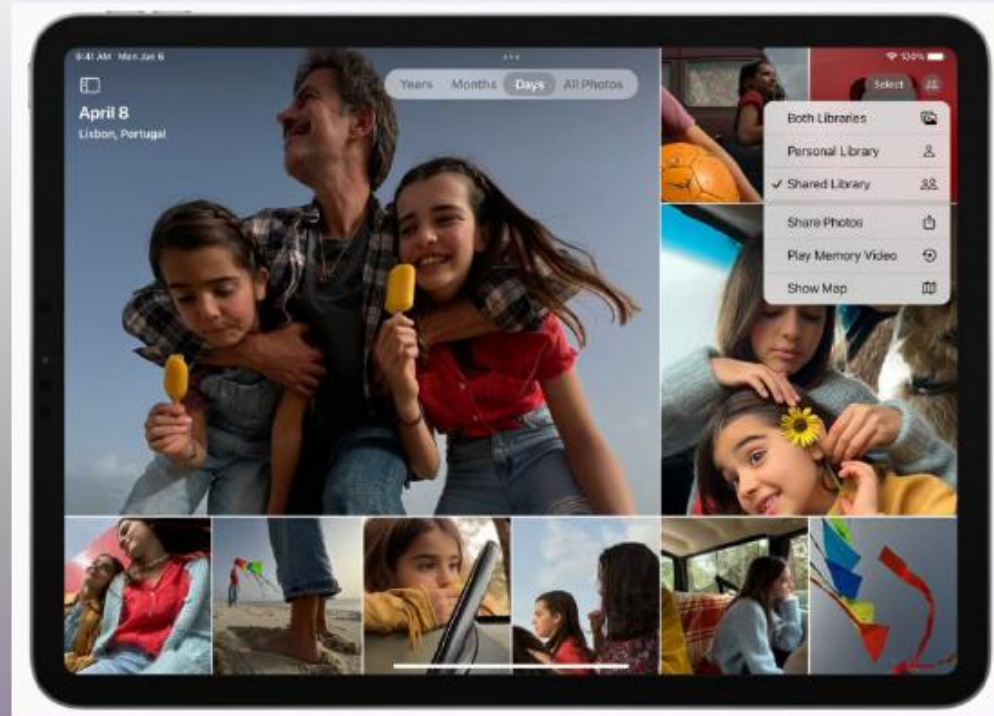 9:41 AM Mon Jan 6
100%
Years Months Days All Photos
Select
April 8
Lisbon, Portugal
Both Libraries
Personal Library
Shared Library
Share Photos
Play Memory Video
Show Map